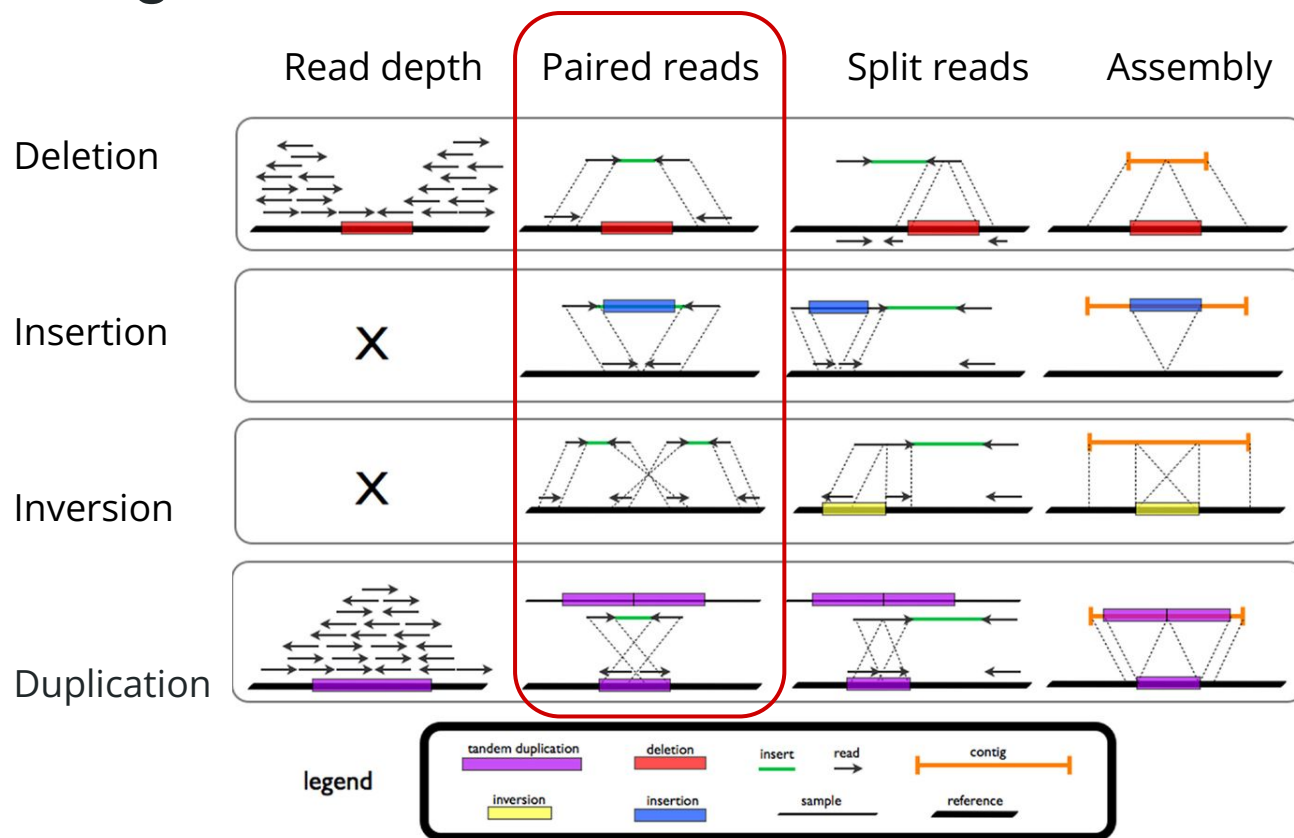 Read depth Paired reads Split reads Assembly
Deletion
Insertion
X
Inversion
X
Duplication
legend
tandem duplication deletion insert read contig
inversion insertion sample reference